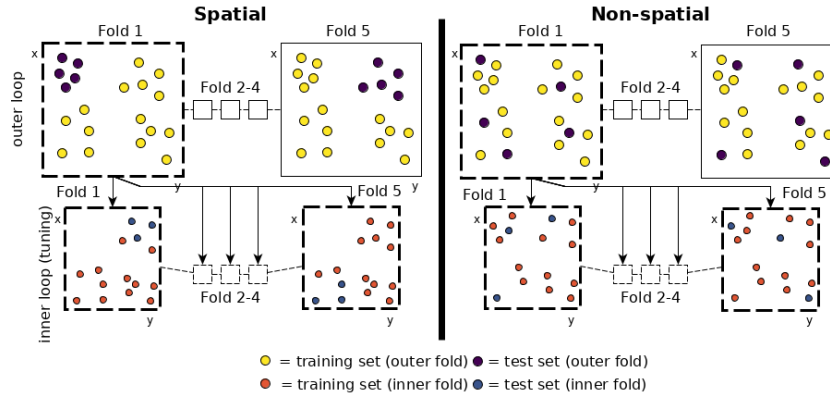 Spatial
Non-spatial
Fold 1
Fold 5
Fold 1
Fold 5
x
x
x
x
Fold 2-4
Fold 2-4
outer loop
y
y
y
y
Fold 1
Fold 5
Fold 1
Fold 5
x
x
x
x
Fold 2-4
Fold 2-4
inner loop (tuning)
y
y
y
y
= training set (outer fold)
= test set (outer fold)
= training set (inner fold)
= test set (inner fold)